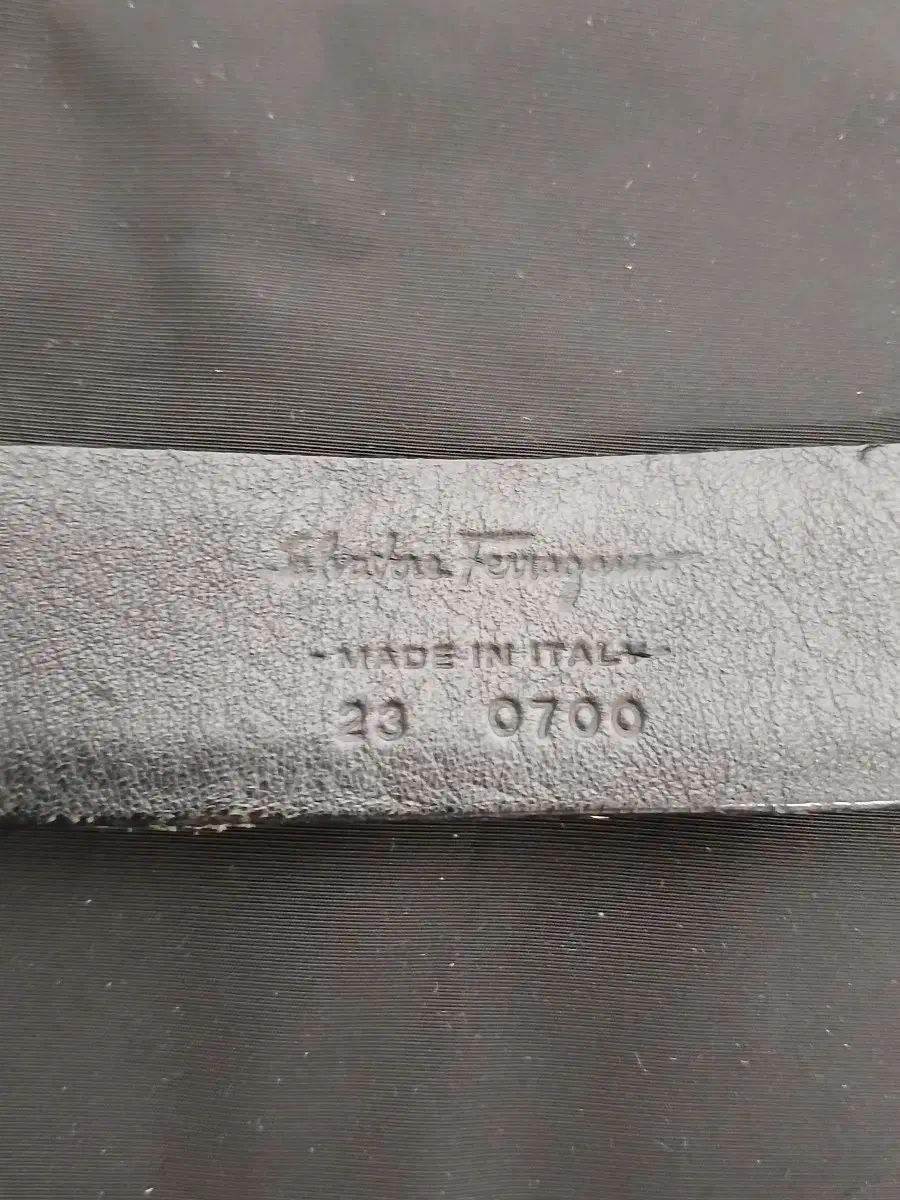 Salvatore Ferragamo
-MADE IN ITALY-
23 0700